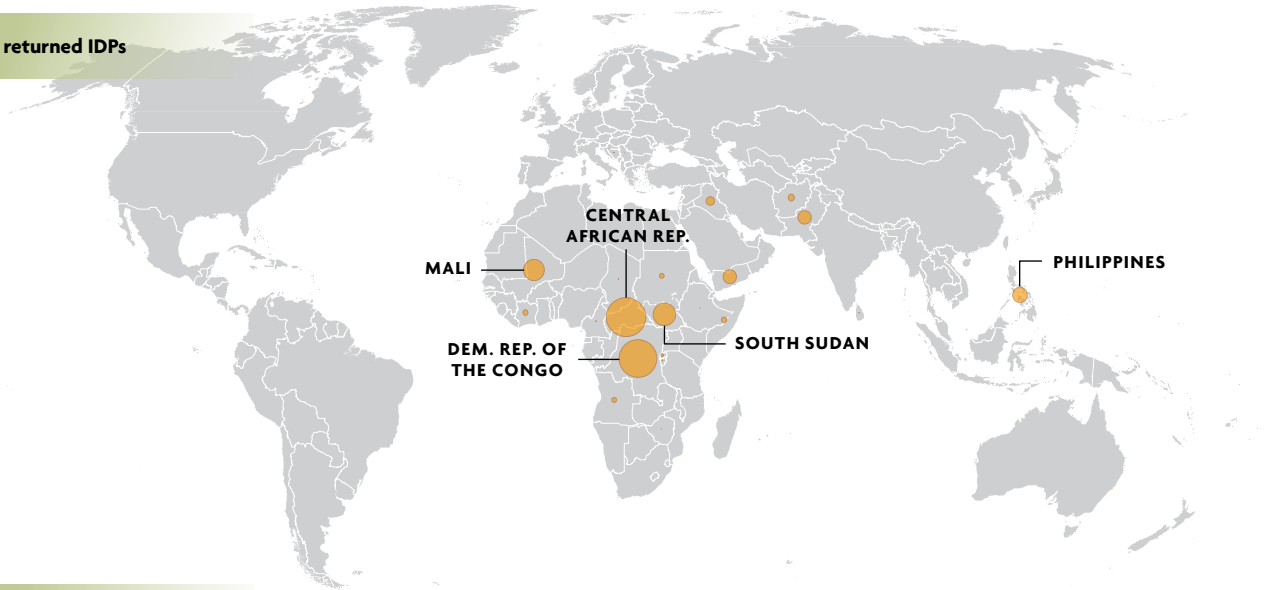 returned IDPs
CENTRAL
AFRICAN REP.
MALI
PHILIPPINES
SOUTH SUDAN
DEM. REP. OF
THE CONGO